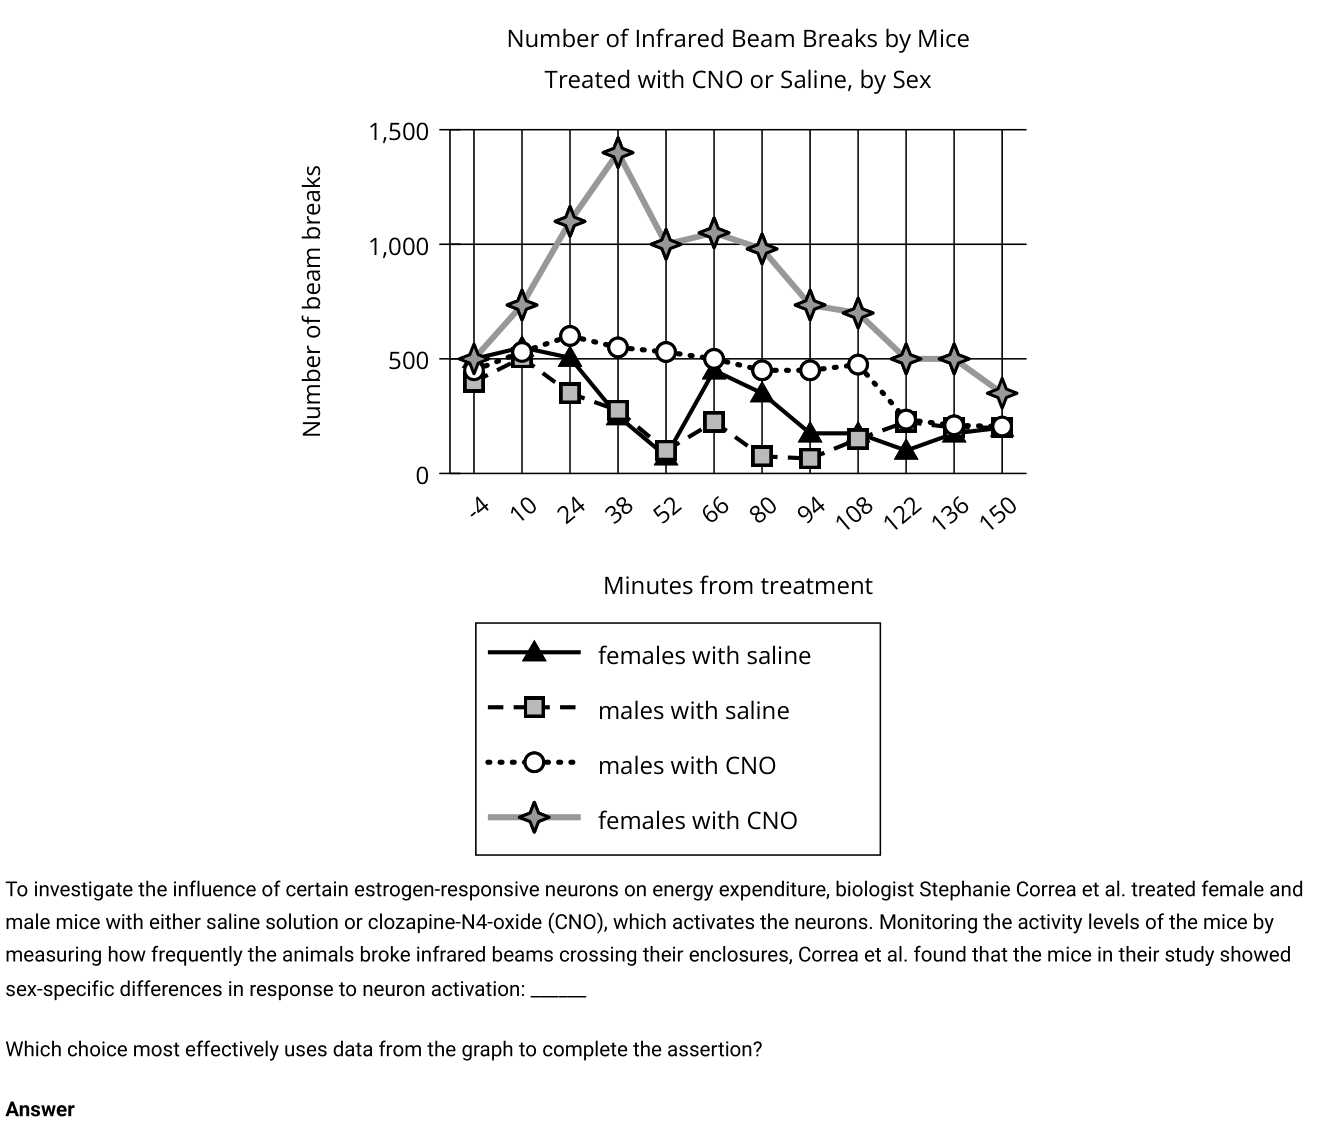 Number of Infrared Beam Breaks by Mice
Treated with CNO or Saline, by Sex
Number of beam breaks
1,500
1,000
500
0
-4 10 24 38 52 66 80 94 108 122 136 150
Minutes from treatment
females with saline
males with saline
males with CNO
females with CNO
To investigate the influence of certain estrogen-responsive neurons on energy expenditure, biologist Stephanie Correa et al. treated female and
male mice with either saline solution or clozapine-N4-oxide (CNO), which activates the neurons. Monitoring the activity levels of the mice by
measuring how frequently the animals broke infrared beams crossing their enclosures, Correa et al. found that the mice in their study showed
sex-specific differences in response to neuron activation: ______
Which choice most effectively uses data from the graph to complete the assertion?
Answer